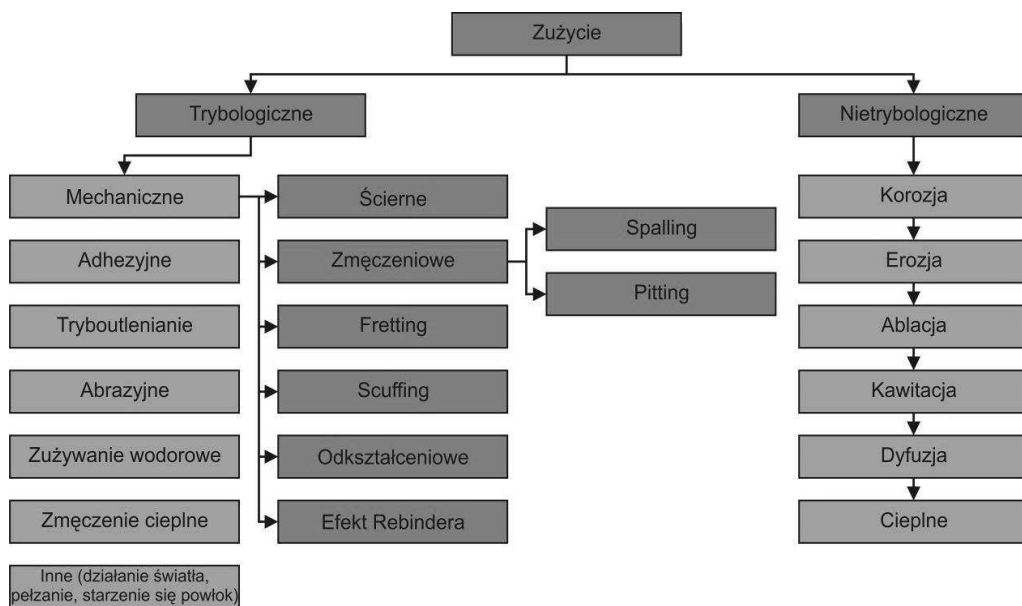 Zużycie
Trybologiczne
Nietrybologiczne
Mechaniczne
Ścierne
Korozja
Spalling
Adhezyjne
Zmęczeniowe
Erozja
Pitting
Tryboutlenianie
Fretting
Ablacja
Abrazyjne
Scuffing
Kawitacja
Zużywanie wodorowe
Odkształceniowe
Dyfuzja
Zmęczenie cieplne
Efekt Rebindera
Cieplne
Inne (działanie światła,
pełzanie, starzenie się powłok)